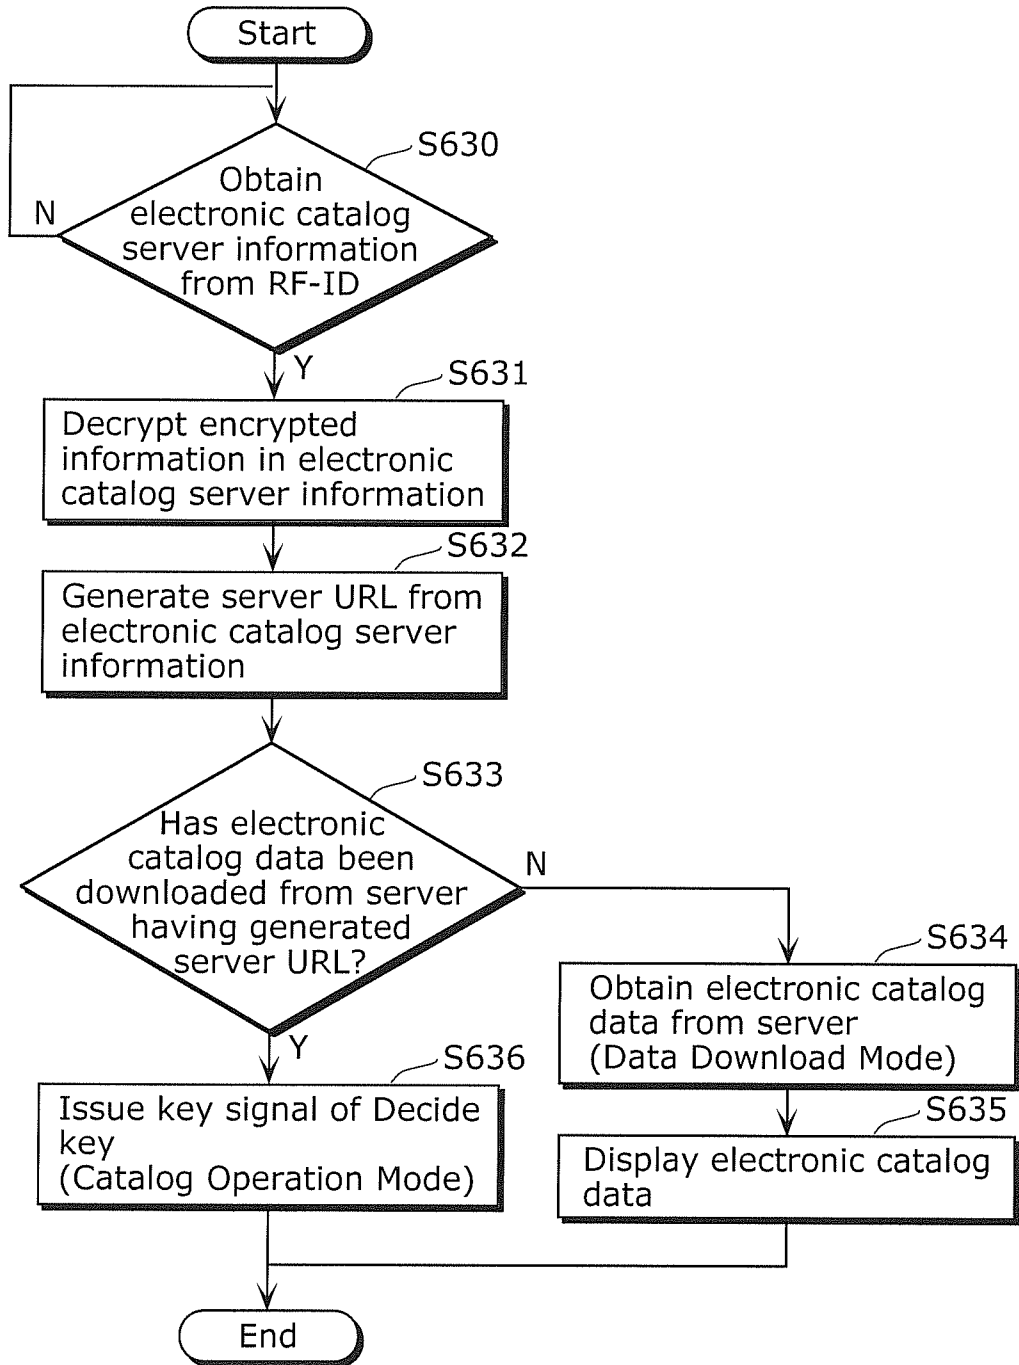 Start
S630
Obtain
electronic catalog
server information
from RF-ID
N
Y
S631
Decrypt encrypted
information in electronic
catalog server information
S632
Generate server URL from
electronic catalog server
information
S633
Has electronic
catalog data been
downloaded from server
having generated
server URL?
N
Y
S634
Obtain electronic catalog
data from server
(Data Download Mode)
S635
Display electronic catalog
data
S636
Issue key signal of Decide
key
(Catalog Operation Mode)
End